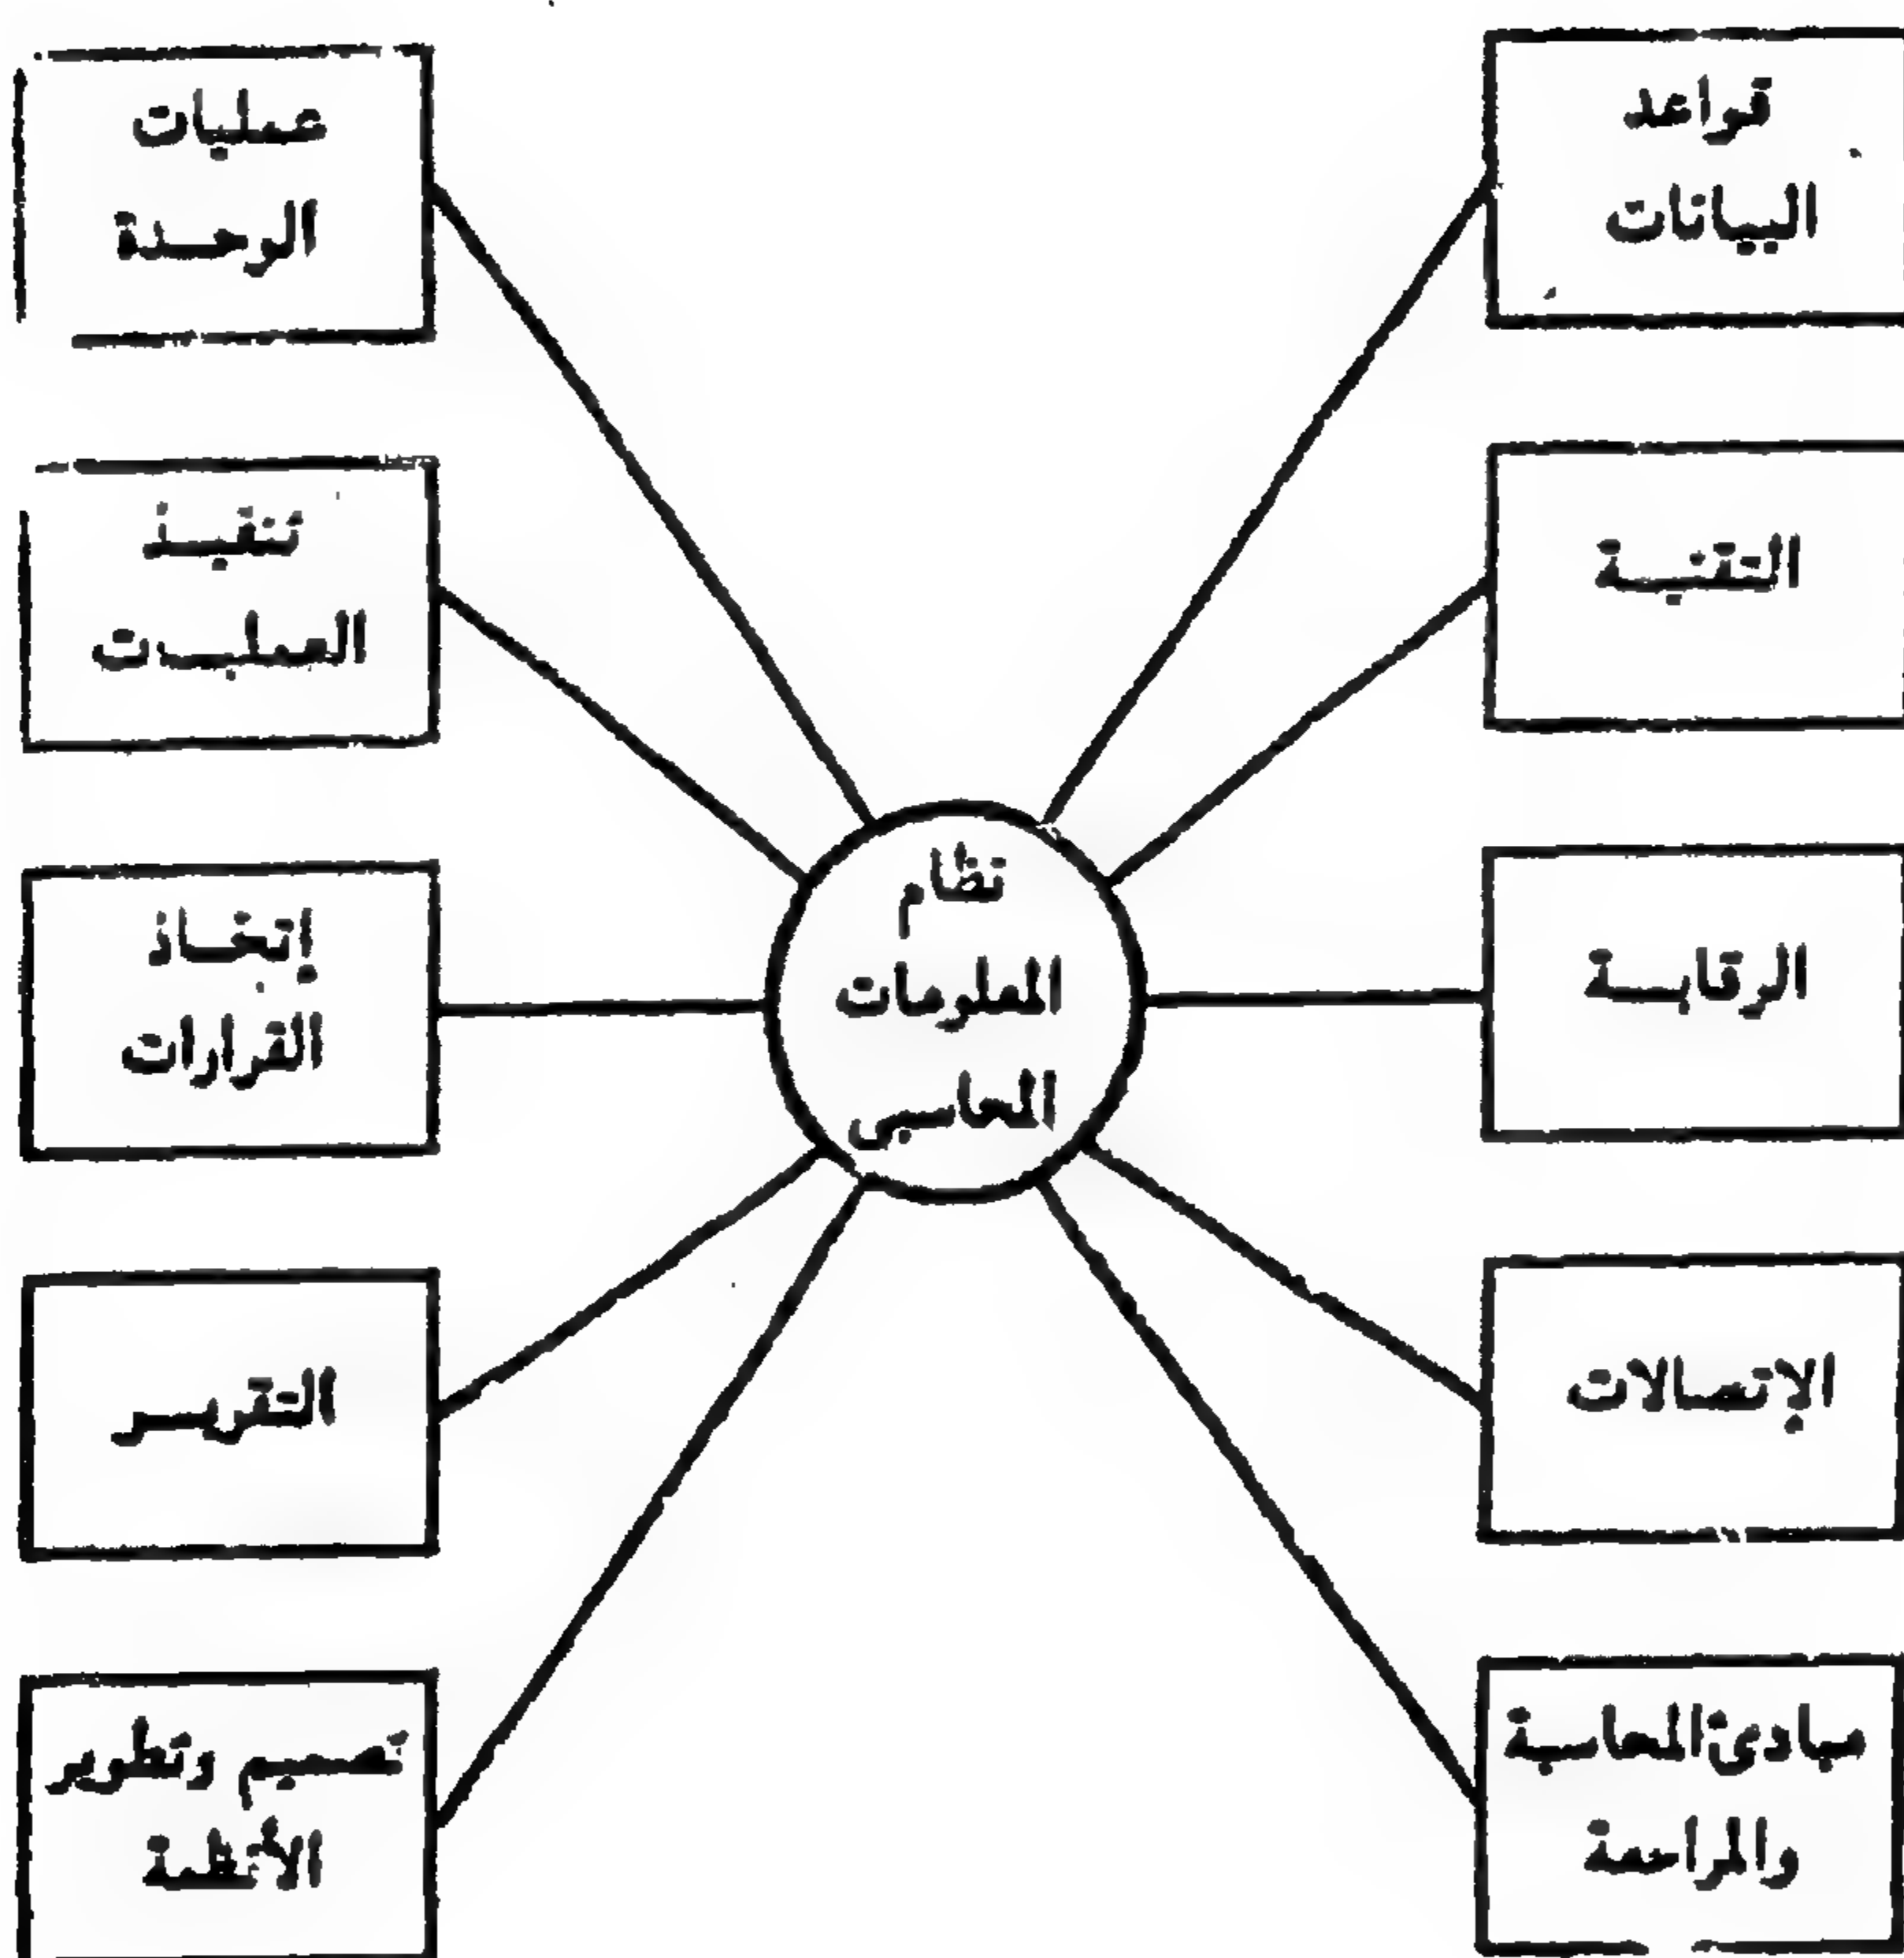 قواعد
البيانات
التقنية
الرقابة
الإتصالات
مبادئ المحاسبة
والمراجعة
نظام
المعلومات
المحاسبى
عمليات
الوحدة
تنفيذ
العمليات
إتخاذ
القرارات
التقرير
تصميم وتطوير
الأنظمة